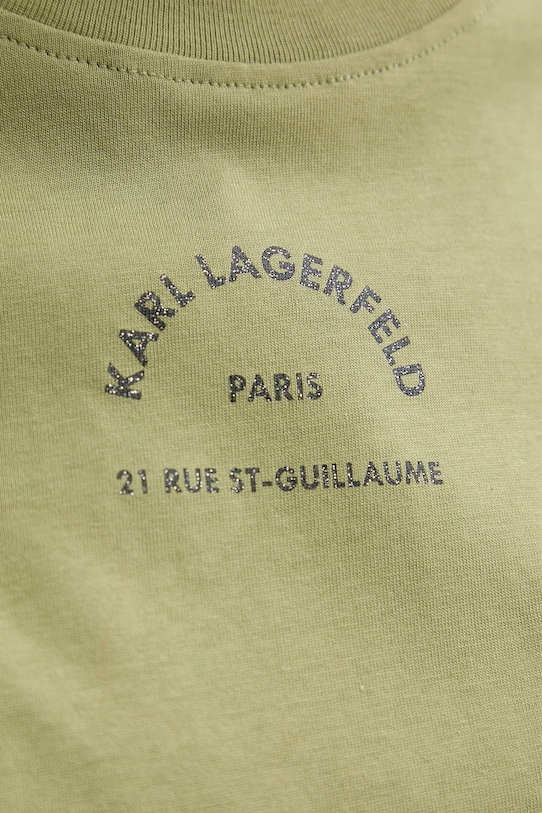 KARL LAGERFELD
PARIS
21 RUE ST-GUILLAUME